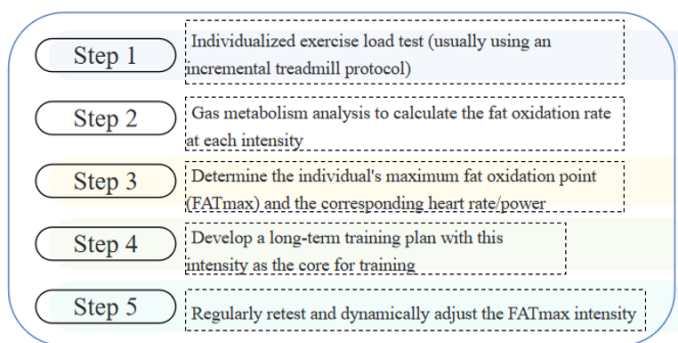 Step 1
Individualized exercise load test (usually using an
incremental treadmill protocol)
Step 2
Gas metabolism analysis to calculate the fat oxidation rate
at each intensity
Step 3
Determine the individual's maximum fat oxidation point
(FATmax) and the corresponding heart rate/power
Step 4
Develop a long-term training plan with this
intensity as the core for training
Step 5
Regularly retest and dynamically adjust the FATmax intensity